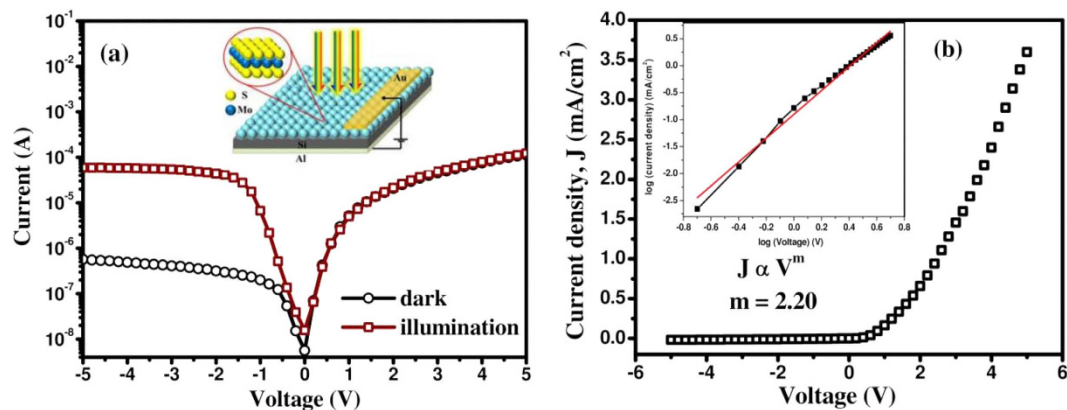 (a)
Current (A)
10⁻¹
10⁻²
10⁻³
10⁻⁴
10⁻⁵
10⁻⁶
10⁻⁷
10⁻⁸
S
Mo
Au
Si
Al
dark
illumination
-5 -4 -3 -2 -1 0 1 2 3 4 5
Voltage (V)
(b)
Current density, J (mA/cm²)
4.0
3.5
3.0
2.5
2.0
1.5
1.0
0.5
0.0
log (current density) (mA/cm²)
0.5
0.0
-0.5
-1.0
-1.5
-2.0
-2.5
-0.8 -0.6 -0.4 -0.2 0.0 0.2 0.4 0.6 0.8
log (Voltage) (V)
J α Vᵐ
m = 2.20
-6 -4 -2 0 2 4 6
Voltage (V)